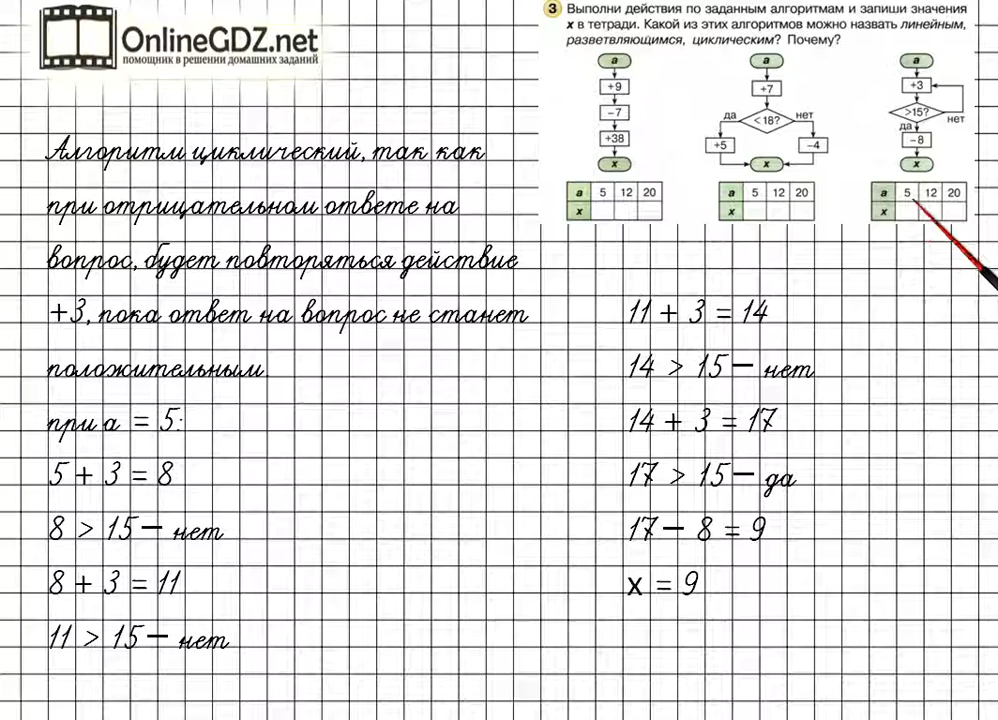 OnlineGDZ.net
помощник в решении домашних заданий
3 Выполни действия по заданным алгоритмам и запиши значения
x в тетради. Какой из этих алгоритмов можно назвать линейным,
разветвляющимся, циклическим? Почему?
a
+9
−7
+38
x
a 5 12 20
x
a
+7
да <18? нет
+5 −4
x
a 5 12 20
x
a
+3
>15? нет
да
−8
x
a 5 12 20
x
Алгоритм циклический, так как
при отрицательном ответе на
вопрос, будет повторяться действие
+3, пока ответ на вопрос не станет
положительным.
при a = 5:
5 + 3 = 8
8 > 15 — нет
8 + 3 = 11
11 > 15 — нет
11 + 3 = 14
14 > 15 — нет
14 + 3 = 17
17 > 15 — да
17 — 8 = 9
x = 9